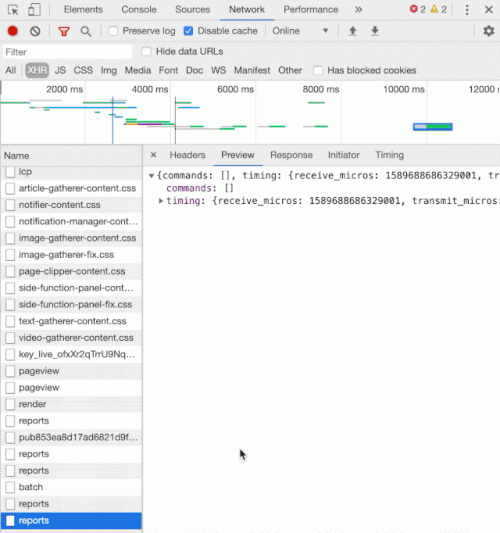 Elements Console Sources Network Performance » 2 2
Preserve log Disable cache Online
Filter Hide data URLs
All XHR JS CSS Img Media Font Doc WS Manifest Other Has blocked cookies
2000 ms 4000 ms 6000 ms 8000 ms 10000 ms 12000
Name × Headers Preview Response Initiator Timing
lcp
article-gatherer-content.css
notifier-content.css
notification-manager-cont…
image-gatherer-content.css
image-gatherer-fix.css
page-clipper-content.css
side-function-panel-cont…
side-function-panel-fix.css
text-gatherer-content.css
video-gatherer-content.css
key_live_ofxXr2qTrrU9Nq…
pageview
pageview
render
reports
pub853ea8d17ad6821d9f…
reports
reports
batch
reports
reports
{commands: [], timing: {receive_micros: 1589688686329001, tr
commands: []
timing: {receive_micros: 1589688686329001, transmit_micros: